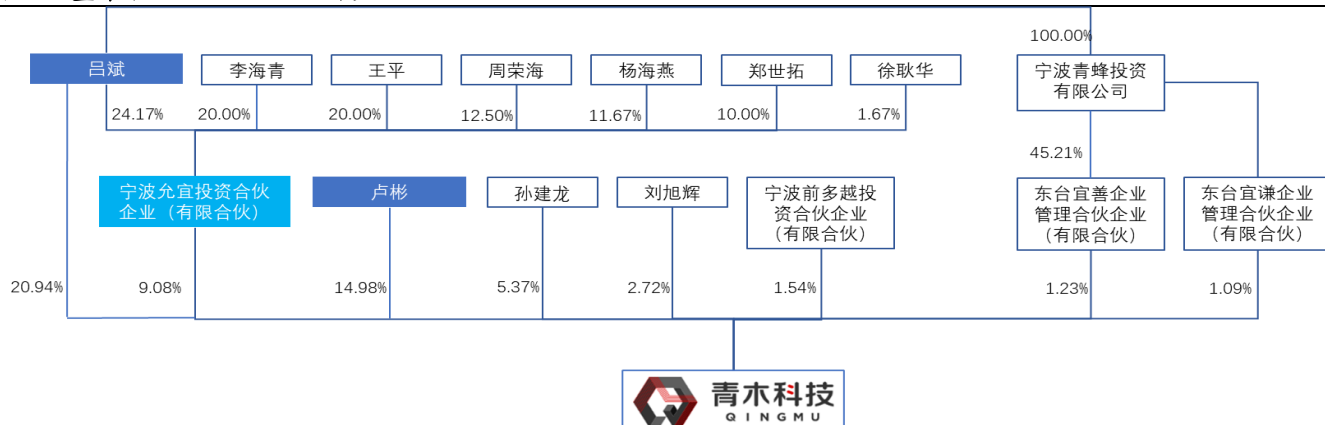 100.00%
吕斌
李海青
王平
周荣海
杨海燕
郑世拓
徐耿华
宁波青蜂投资
有限公司
24.17%
20.00%
20.00%
12.50%
11.67%
10.00%
1.67%
45.21%
宁波允宜投资合伙
企业（有限合伙）
卢彬
孙建龙
刘旭辉
宁波前多越投
资合伙企业
（有限合伙）
东台宜善企业
管理合伙企业
（有限合伙）
东台宜谦企业
管理合伙企业
（有限合伙）
20.94%
9.08%
14.98%
5.37%
2.72%
1.54%
1.23%
1.09%
青木科技
QINGMU